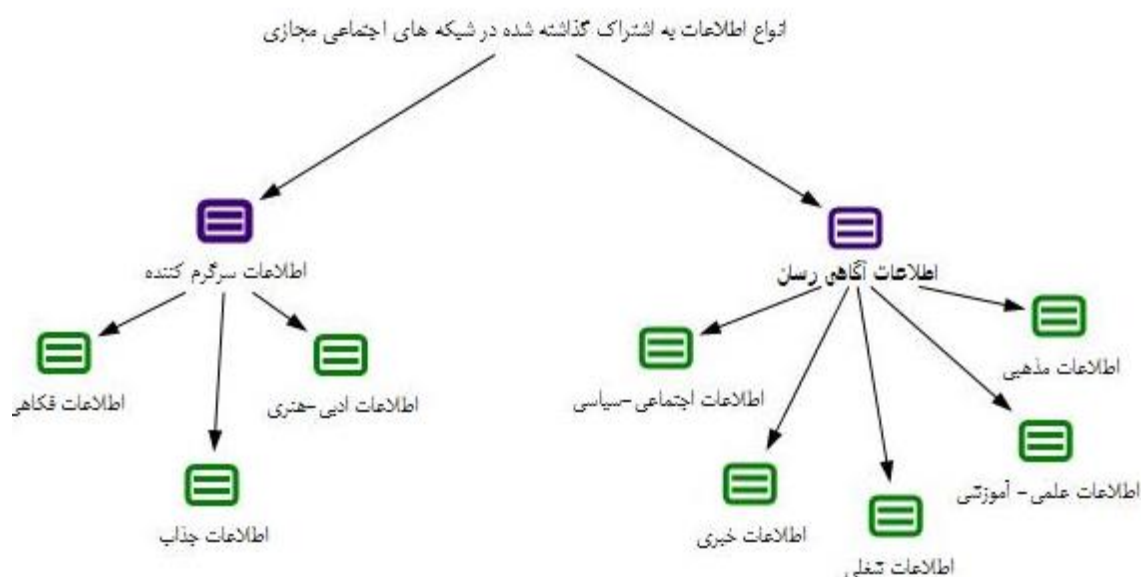 انواع اطلاعات به اشتراک گذاشته شده در شبکه های اجتماعی مجازی
اطلاعات آگاهی رسان
اطلاعات سرگرم کننده
اطلاعات مذهبی
اطلاعات اجتماعی-سیاسی
اطلاعات ادبی-هنری
اطلاعات فکاهی
اطلاعات علمی- آموزشی
اطلاعات خبری
اطلاعات جذاب
اطلاعات شغلی